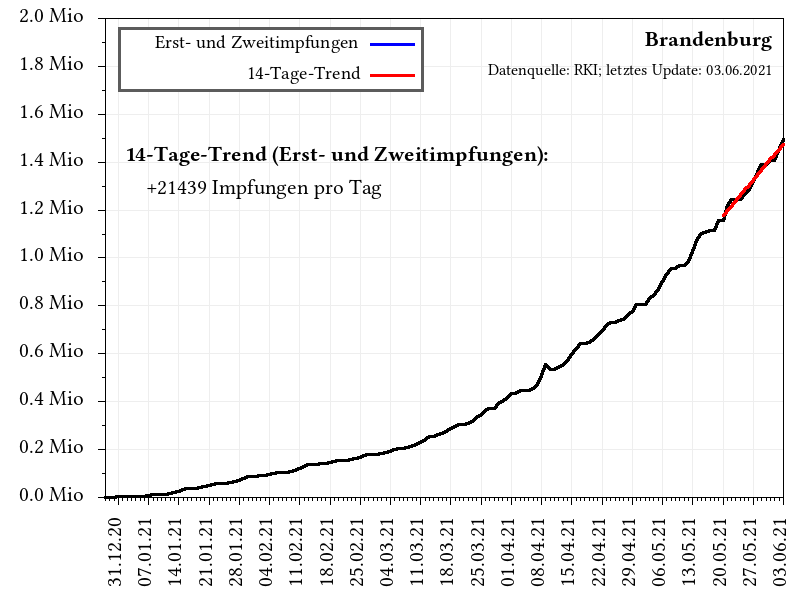 2.0 Mio
1.8 Mio
1.6 Mio
1.4 Mio
1.2 Mio
1.0 Mio
0.8 Mio
0.6 Mio
0.4 Mio
0.2 Mio
0.0 Mio
Erst- und Zweitimpfungen
14-Tage-Trend
Brandenburg
Datenquelle: RKI; letztes Update: 03.06.2021
14-Tage-Trend (Erst- und Zweitimpfungen):
+21439 Impfungen pro Tag
31.12.20
07.01.21
14.01.21
21.01.21
28.01.21
04.02.21
11.02.21
18.02.21
25.02.21
04.03.21
11.03.21
18.03.21
25.03.21
01.04.21
08.04.21
15.04.21
22.04.21
29.04.21
06.05.21
13.05.21
20.05.21
27.05.21
03.06.21